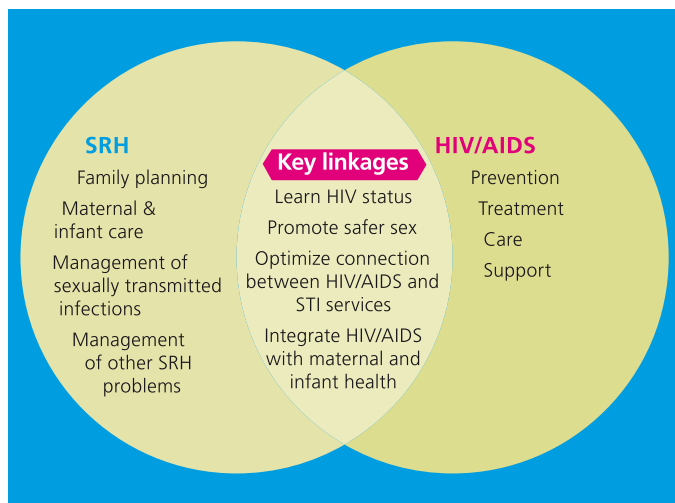 SRH
Family planning
Maternal &
infant care
Management of
sexually transmitted
infections
Management
of other SRH
problems
Key linkages
Learn HIV status
Promote safer sex
Optimize connection
between HIV/AIDS and
STI services
Integrate HIV/AIDS
with maternal and
infant health
HIV/AIDS
Prevention
Treatment
Care
Support